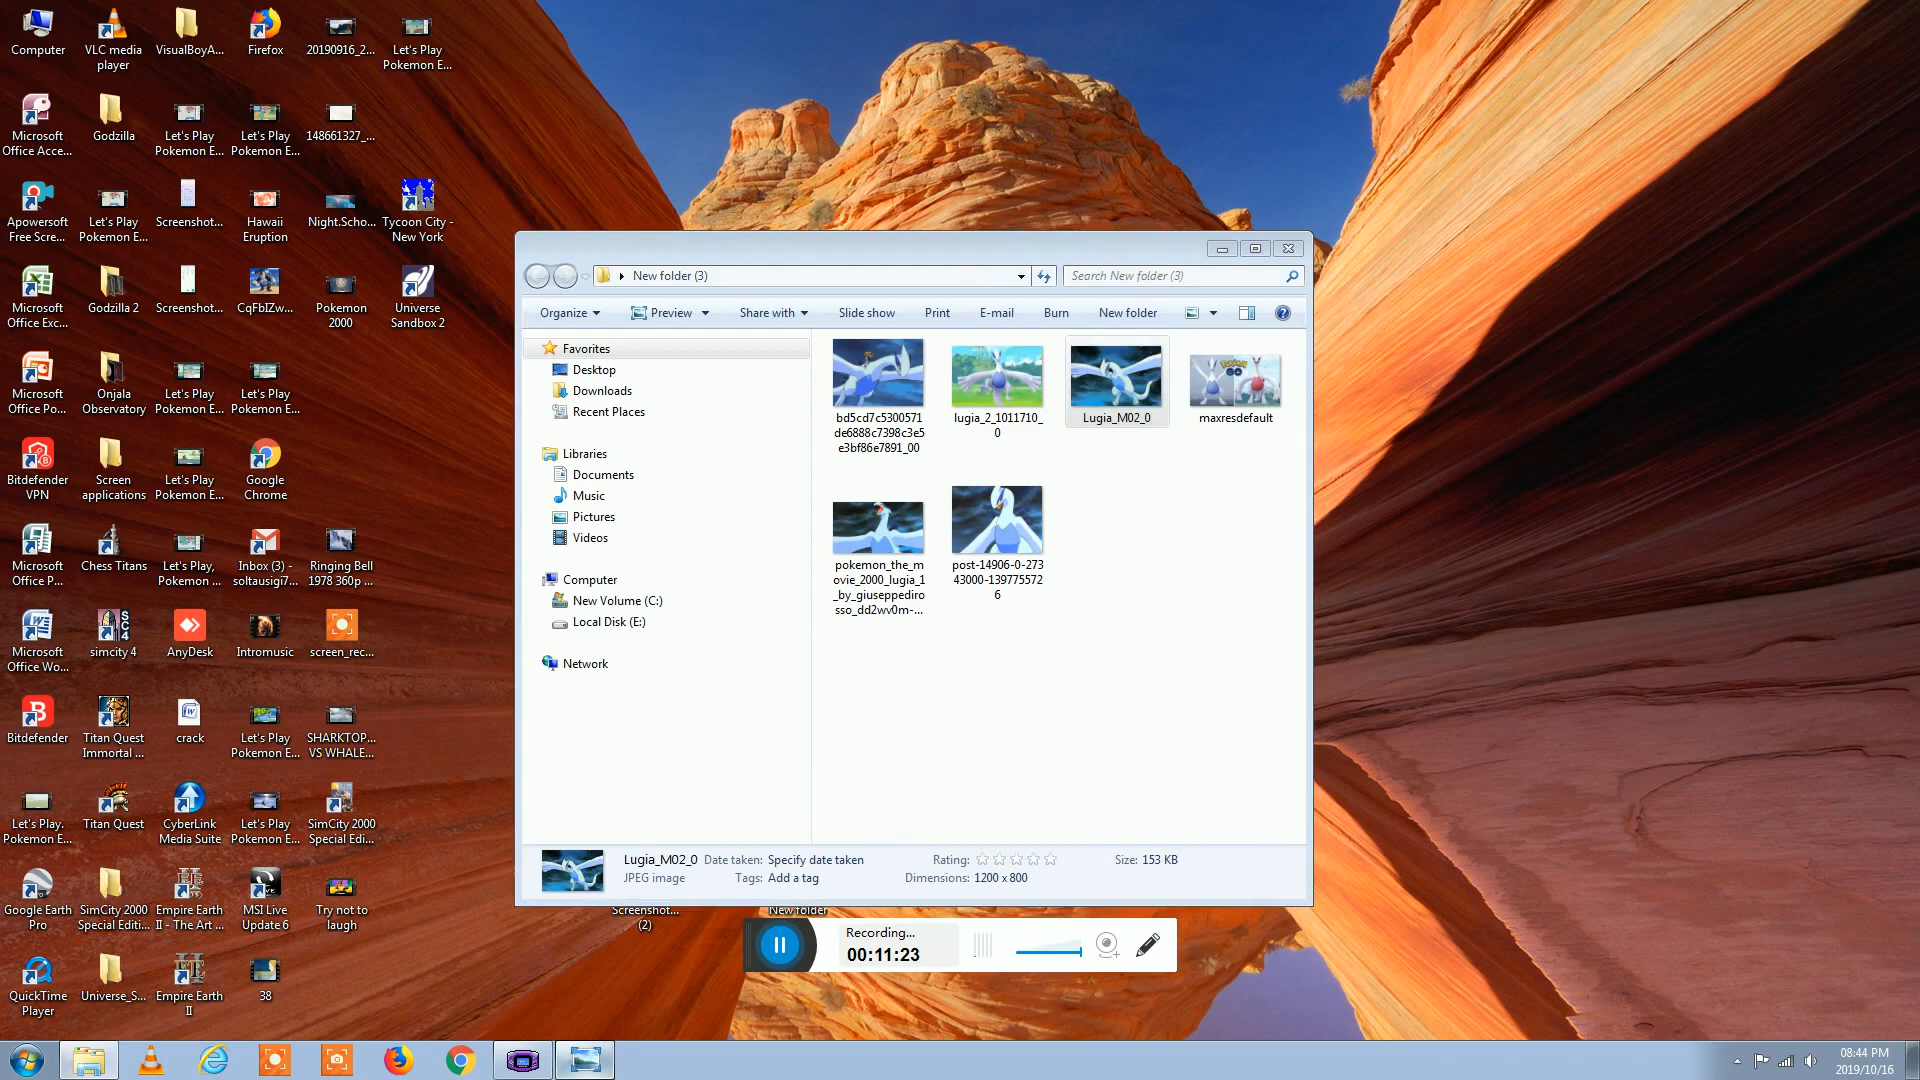 Computer
VLC media
player
VisualBoyA...
Firefox
20190916_2...
Let's Play
Pokemon E...
Microsoft
Office Acce...
Godzilla
Let's Play
Pokemon E...
Let's Play
Pokemon E...
148661327_...
Apowersoft
Free Scre...
Let's Play
Pokemon E...
Screenshot...
Hawaii
Eruption
Night.Scho...
Tycoon City -
New York
Microsoft
Office Exc...
Godzilla 2
Screenshot...
CqFbIZw...
Pokemon
2000
Universe
Sandbox 2
Microsoft
Office Po...
Onjala
Observatory
Let's Play
Pokemon E...
Let's Play
Pokemon E...
Bitdefender
VPN
Screen
applications
Let's Play
Pokemon E...
Google
Chrome
Microsoft
Office P...
Chess Titans
Let's Play,
Pokemon ...
Inbox (3) -
soltausigi7...
Ringing Bell
1978 360p ...
Microsoft
Office Wo...
simcity 4
AnyDesk
Intromusic
screen_rec...
Bitdefender
Titan Quest
Immortal ...
crack
Let's Play
Pokemon E...
SHARKTOP...
VS WHALE...
Let's Play.
Pokemon E...
Titan Quest
CyberLink
Media Suite
Let's Play
Pokemon E...
SimCity 2000
Special Edi...
Google Earth
Pro
SimCity 2000
Special Editi...
Empire Earth
II - The Art ...
MSI Live
Update 6
Try not to
laugh
QuickTime
Player
Universe_S...
Empire Earth
II
38
New folder (3)
Search New folder (3)
Organize
Preview
Share with
Slide show
Print
E-mail
Burn
New folder
Favorites
Desktop
Downloads
Recent Places
Libraries
Documents
Music
Pictures
Videos
Computer
New Volume (C:)
Local Disk (E:)
Network
bd5cd7c5300571
de6888c7398c3e5
e3bf86e7891_00
lugia_2_1011710_
0
Lugia_M02_0
maxresdefault
pokemon_the_m
ovie_2000_lugia_1
_by_giuseppediro
sso_dd2wv0m-...
post-14906-0-273
43000-139775572
6
Lugia_M02_0
Date taken: Specify date taken
Rating:
Size: 153 KB
JPEG image
Tags: Add a tag
Dimensions: 1200 x 800
Screenshot...
(2)
New folder
Recording...
00:11:23
08:44 PM
2019/10/16